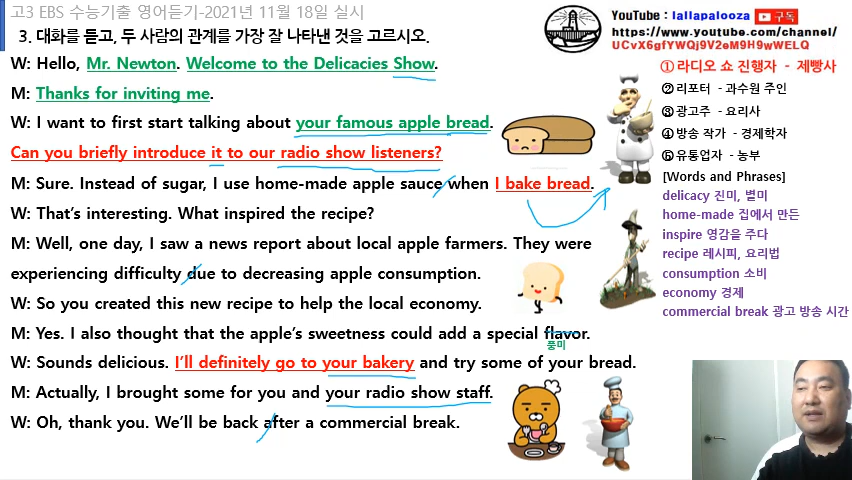 고3 EBS 수능기출 영어듣기-2021년 11월 18일 실시
3. 대화를 듣고, 두 사람의 관계를 가장 잘 나타낸 것을 고르시오.
W: Hello, Mr. Newton. Welcome to the Delicacies Show.
M: Thanks for inviting me.
W: I want to first start talking about your famous apple bread.
Can you briefly introduce it to our radio show listeners?
M: Sure. Instead of sugar, I use home-made apple sauce when I bake bread.
W: That's interesting. What inspired the recipe?
M: Well, one day, I saw a news report about local apple farmers. They were
experiencing difficulty due to decreasing apple consumption.
W: So you created this new recipe to help the local economy.
M: Yes. I also thought that the apple's sweetness could add a special flavor.
풍미
W: Sounds delicious. I'll definitely go to your bakery and try some of your bread.
M: Actually, I brought some for you and your radio show staff.
W: Oh, thank you. We'll be back after a commercial break.
YouTube : lallapalooza 구독
https://www.youtube.com/channel/
UCvX6gfYWQj9V2eM9H9wWELQ
① 라디오 쇼 진행자 - 제빵사
② 리포터 - 과수원 주인
③ 광고주 - 요리사
④ 방송 작가 - 경제학자
⑤ 유통업자 - 농부
[Words and Phrases]
delicacy 진미, 별미
home-made 집에서 만든
inspire 영감을 주다
recipe 레시피, 요리법
consumption 소비
economy 경제
commercial break 광고 방송 시간